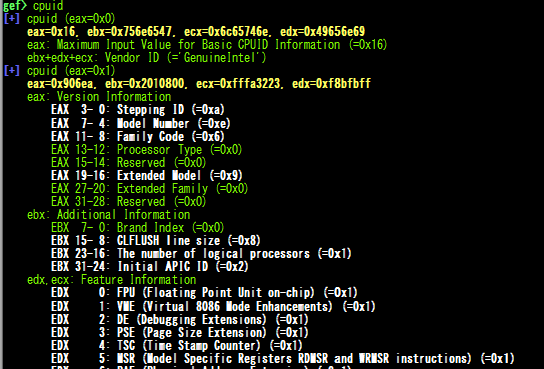 gef> cpuid
[+] cpuid (eax=0x0)
eax=0x16, ebx=0x756e6547, ecx=0x6c65746e, edx=0x49656e69
eax: Maximum Input Value for Basic CPUID Information (=0x16)
ebx+edx+ecx: Vendor ID (='GenuineIntel')
[+] cpuid (eax=0x1)
eax=0x906ea, ebx=0x2010800, ecx=0xfffa3223, edx=0xf8bfbff
eax: Version Information
EAX 3- 0: Stepping ID (=0xa)
EAX 7- 4: Model Number (=0xe)
EAX 11- 8: Family Code (=0x6)
EAX 13-12: Processor Type (=0x0)
EAX 15-14: Reserved (=0x0)
EAX 19-16: Extended Model (=0x9)
EAX 27-20: Extended Family (=0x0)
EAX 31-28: Reserved (=0x0)
ebx: Additional Information
EBX 7- 0: Brand Index (=0x0)
EBX 15- 8: CLFLUSH line size (=0x8)
EBX 23-16: The number of logical processors (=0x1)
EBX 31-24: Initial APIC ID (=0x2)
edx,ecx: Feature Information
EDX 0: FPU (Floating Point Unit on-chip) (=0x1)
EDX 1: VME (Virtual 8086 Mode Enhancements) (=0x1)
EDX 2: DE (Debugging Extensions) (=0x1)
EDX 3: PSE (Page Size Extension) (=0x1)
EDX 4: TSC (Time Stamp Counter) (=0x1)
EDX 5: MSR (Model Specific Registers RDMSR and WRMSR instructions) (=0x1)